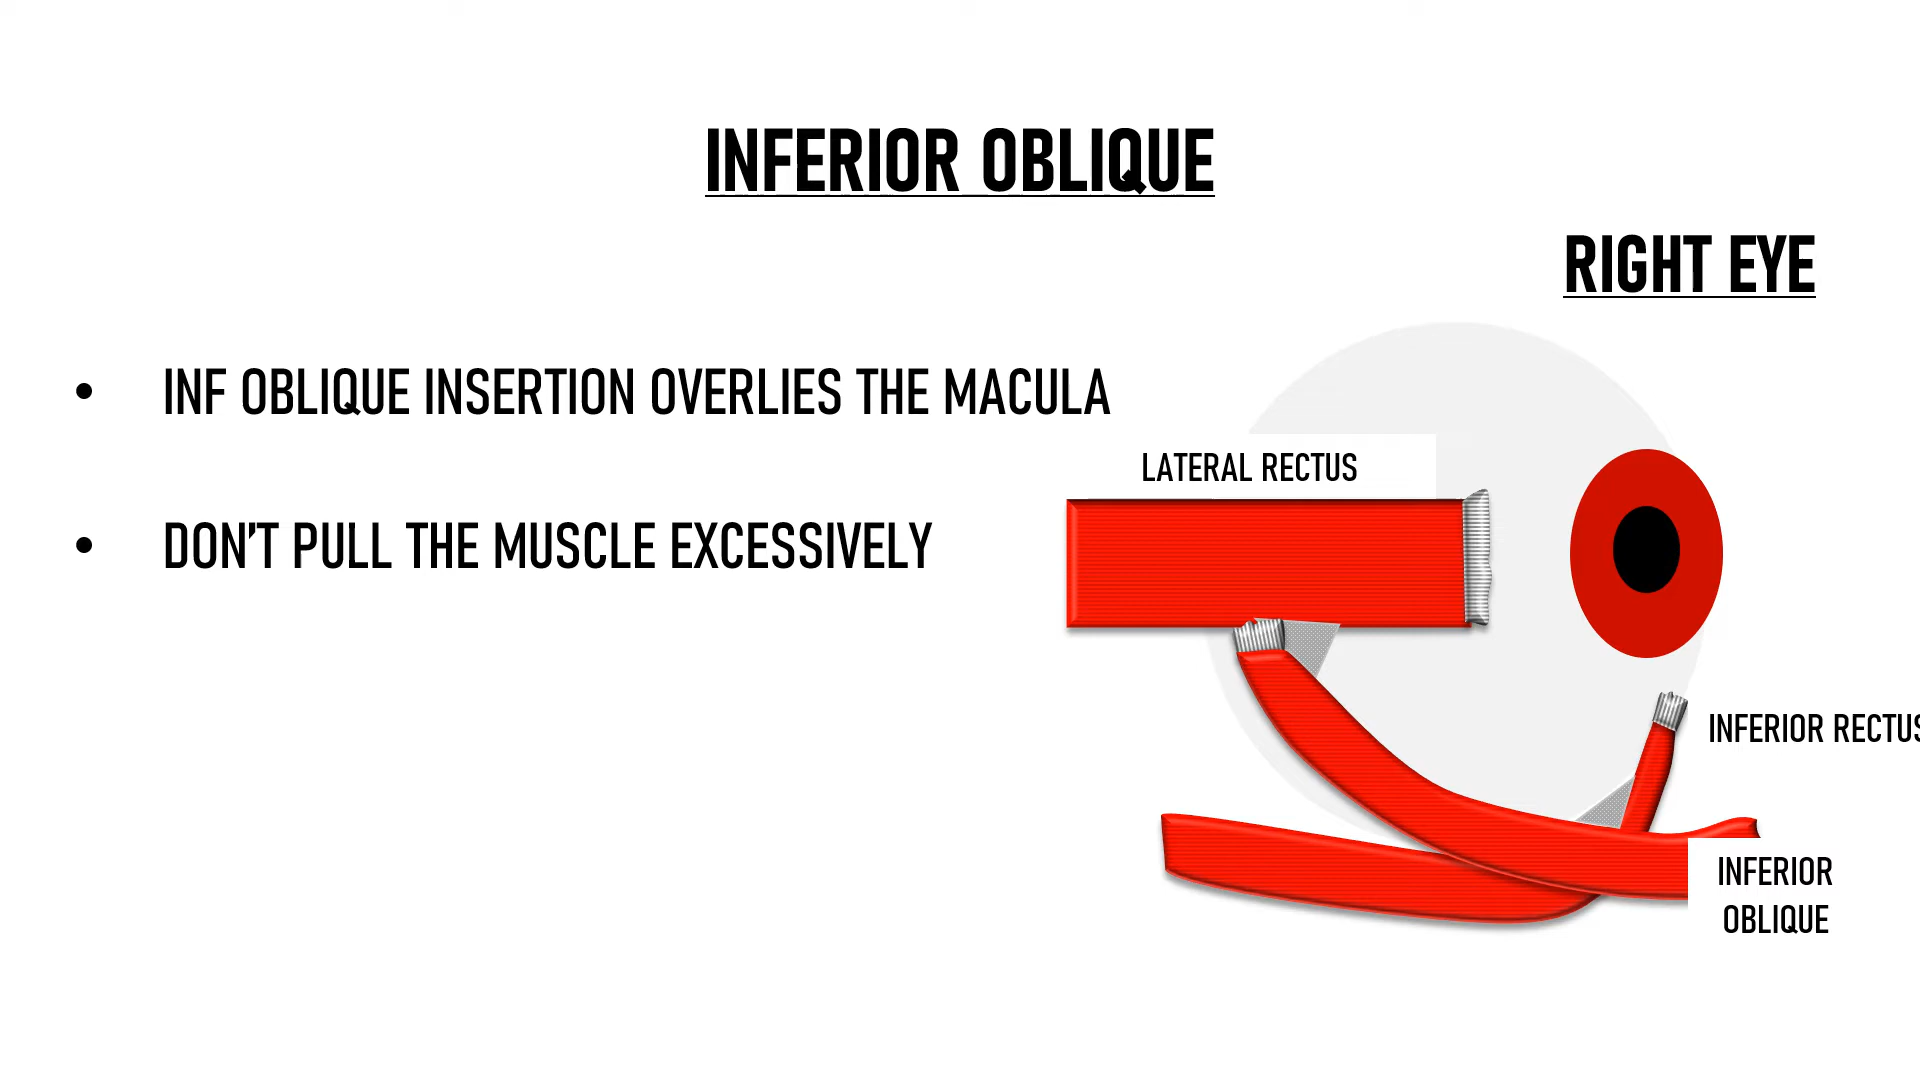 INFERIOR OBLIQUE
RIGHT EYE
• INF OBLIQUE INSERTION OVERLIES THE MACULA
LATERAL RECTUS
• DON'T PULL THE MUSCLE EXCESSIVELY
INFERIOR RECTUS
INFERIOR
OBLIQUE